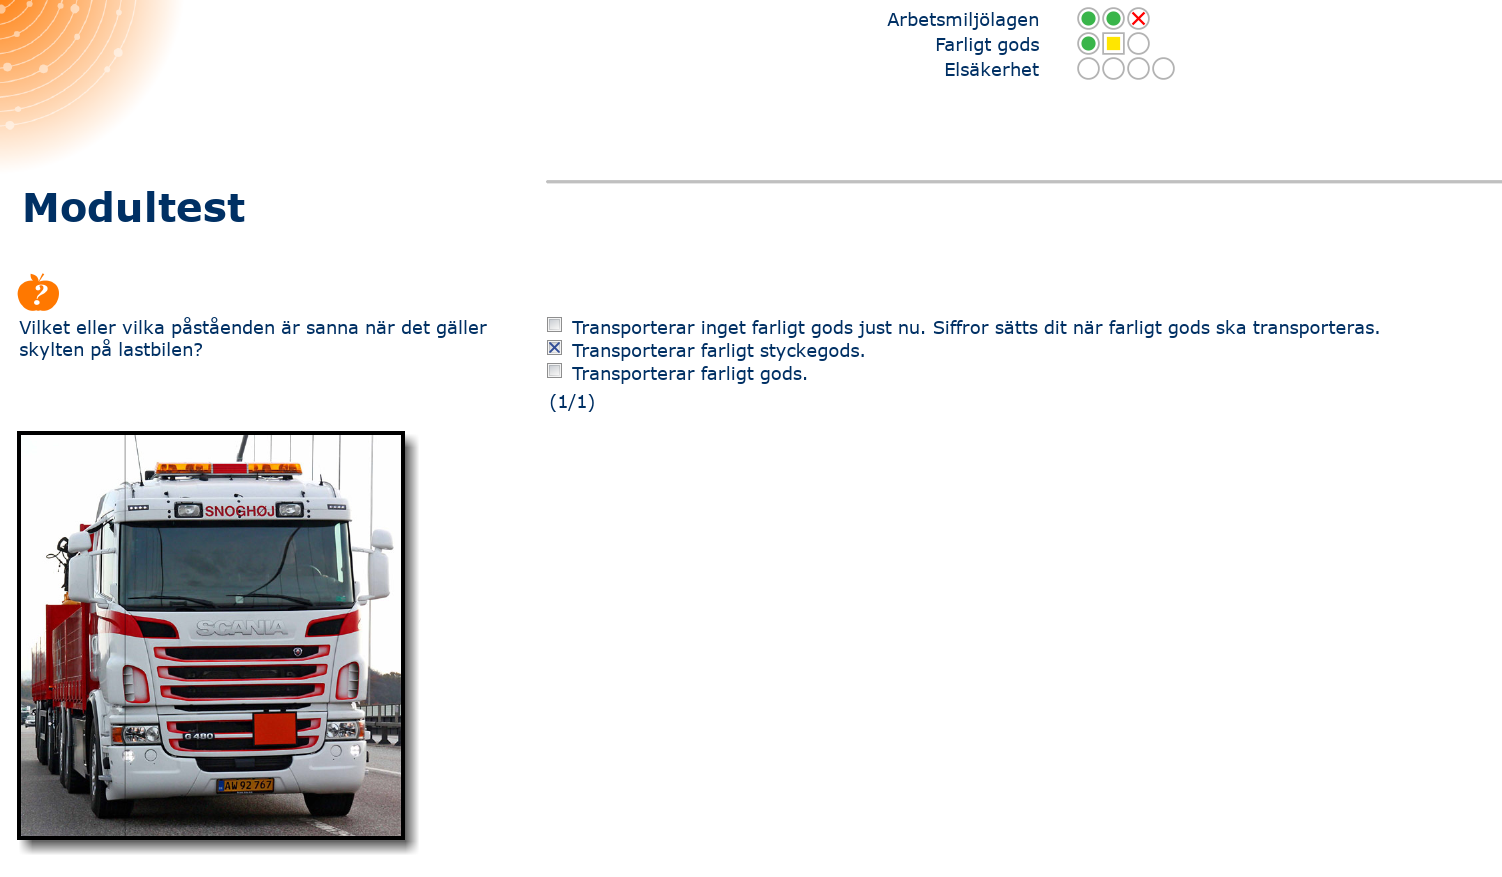 Arbetsmiljölagen
Farligt gods
Elsäkerhet
Modultest
?
Vilket eller vilka påståenden är sanna när det gäller
skylten på lastbilen?
Transporterar inget farligt gods just nu. Siffror sätts dit när farligt gods ska transporteras.
Transporterar farligt styckegods.
Transporterar farligt gods.
(1/1)
SNOGHØJ
SCANIA
G 480
AW 92 767